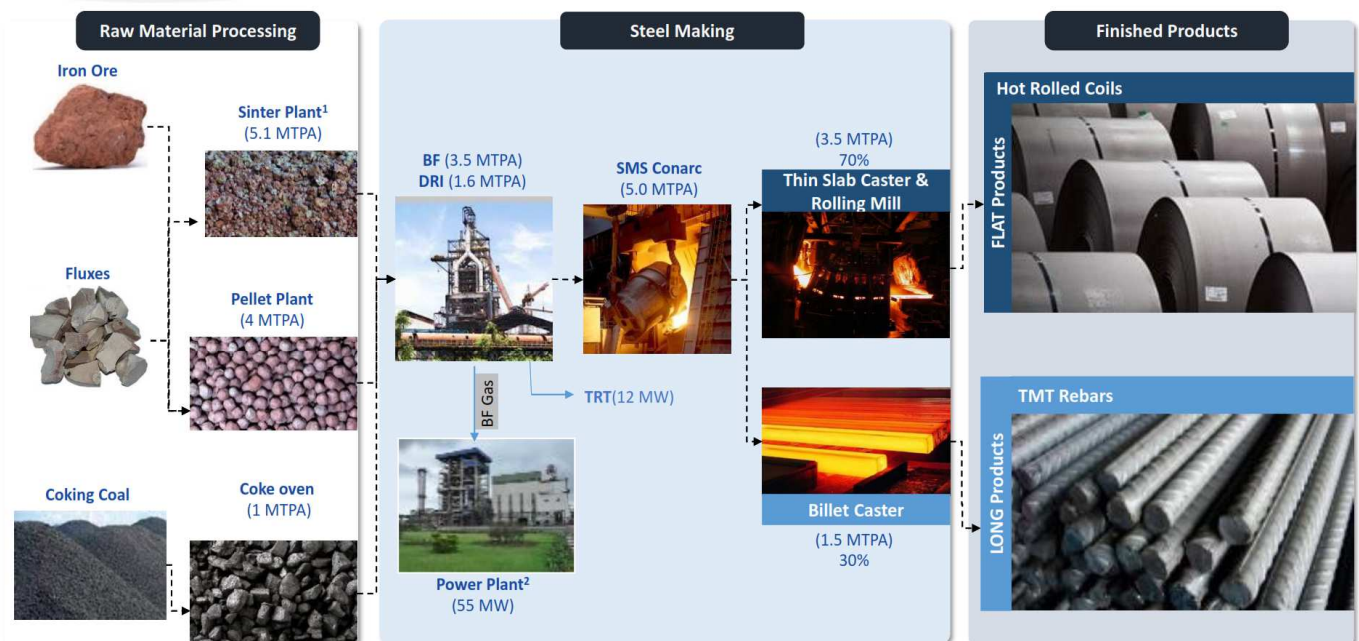 Raw Material Processing
Iron Ore
Sinter Plant¹
(5.1 MTPA)
Fluxes
Pellet Plant
(4 MTPA)
Coking Coal
Coke oven
(1 MTPA)
Steel Making
BF (3.5 MTPA)
DRI (1.6 MTPA)
BF Gas
TRT(12 MW)
Power Plant²
(55 MW)
SMS Conarc
(5.0 MTPA)
(3.5 MTPA)
70%
Thin Slab Caster &
Rolling Mill
Billet Caster
(1.5 MTPA)
30%
Finished Products
Hot Rolled Coils
FLAT Products
TMT Rebars
LONG Products